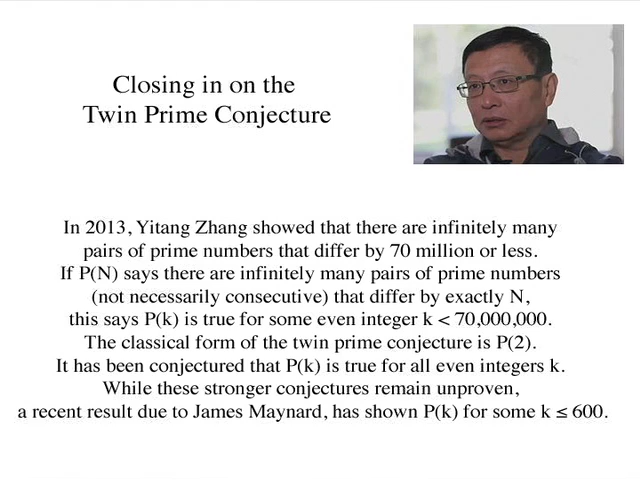 Closing in on the
Twin Prime Conjecture
In 2013, Yitang Zhang showed that there are infinitely many
pairs of prime numbers that differ by 70 million or less.
If P(N) says there are infinitely many pairs of prime numbers
(not necessarily consecutive) that differ by exactly N,
this says P(k) is true for some even integer k < 70,000,000.
The classical form of the twin prime conjecture is P(2).
It has been conjectured that P(k) is true for all even integers k.
While these stronger conjectures remain unproven,
a recent result due to James Maynard, has shown P(k) for some k ≤ 600.